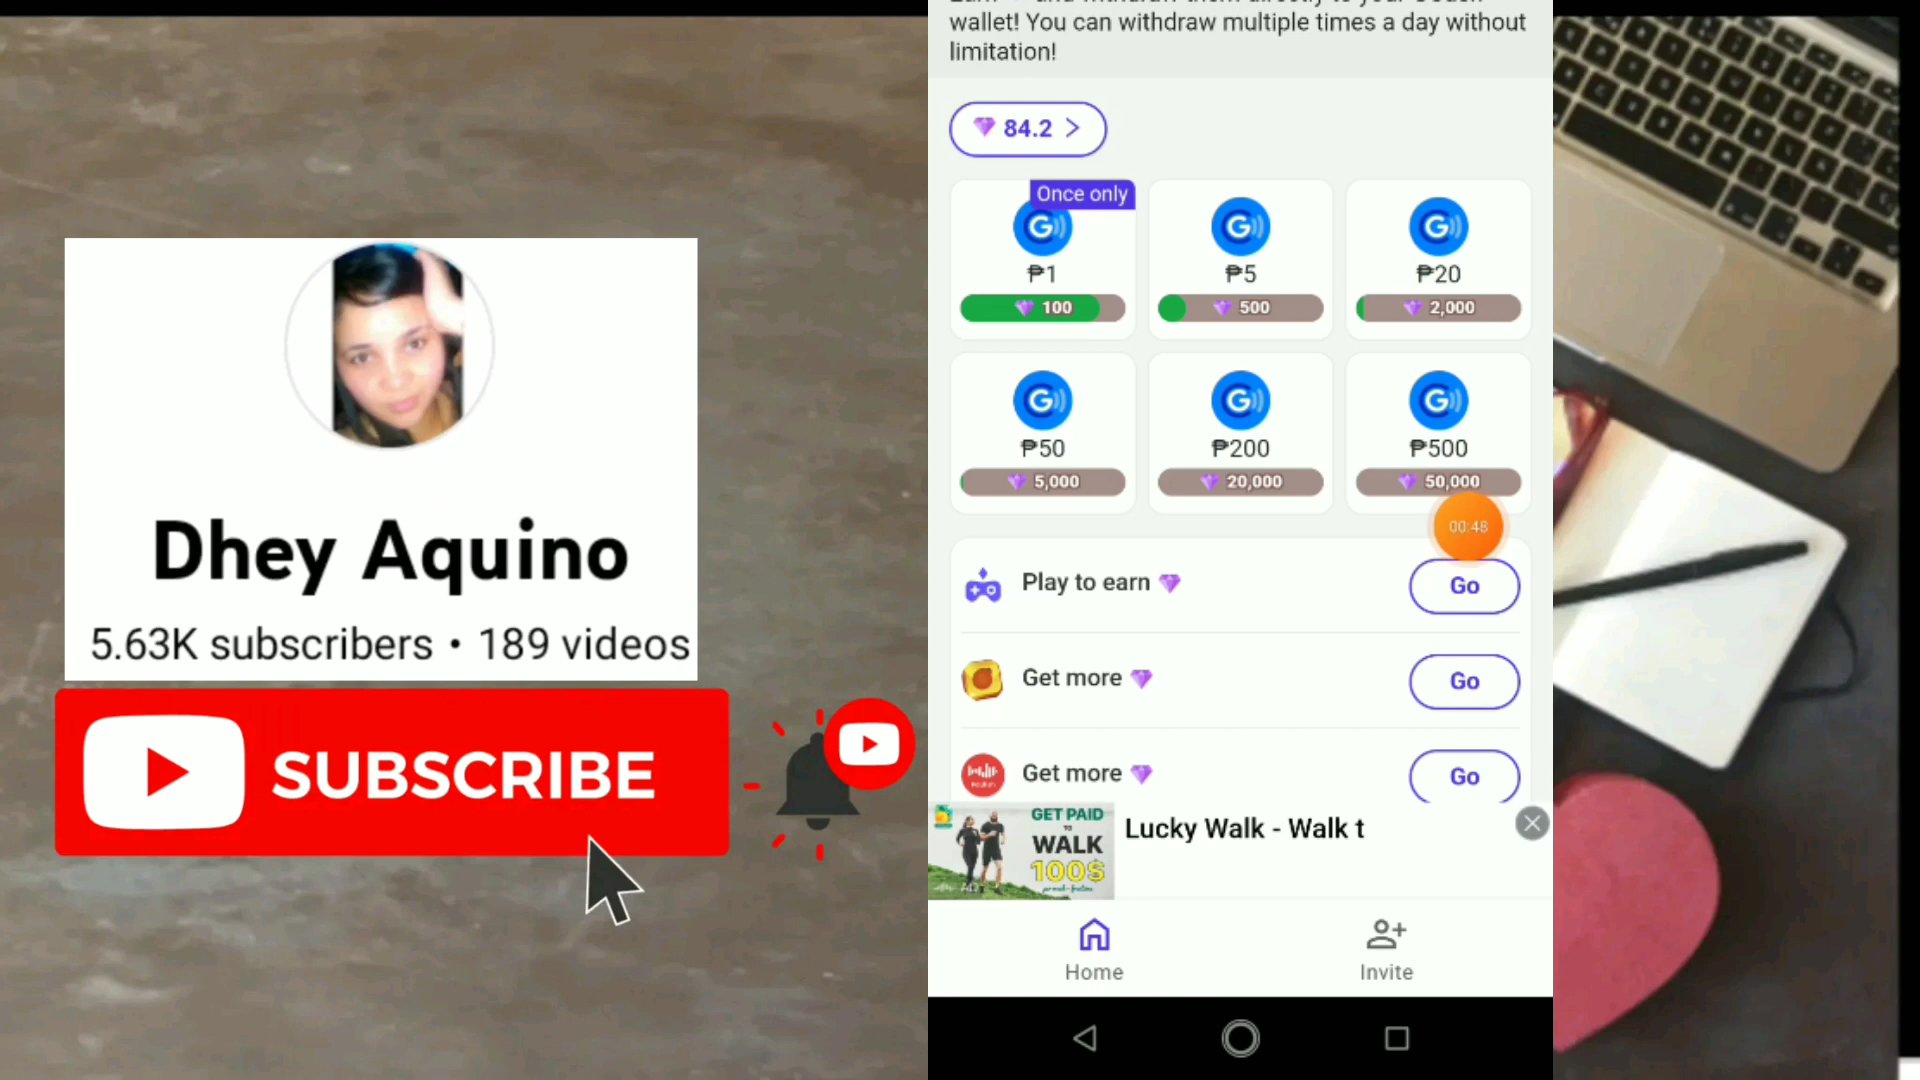 Dhey Aquino
5.63K subscribers • 189 videos
SUBSCRIBE
wallet! You can withdraw multiple times a day without
limitation!
84.2
Once only
₱1
100
₱5
500
₱20
2,000
₱50
5,000
₱200
20,000
₱500
50,000
00:48
Play to earn
Go
Get more
Go
Get more
Go
GET PAID
TO
WALK
100$
Lucky Walk - Walk t
Home
Invite